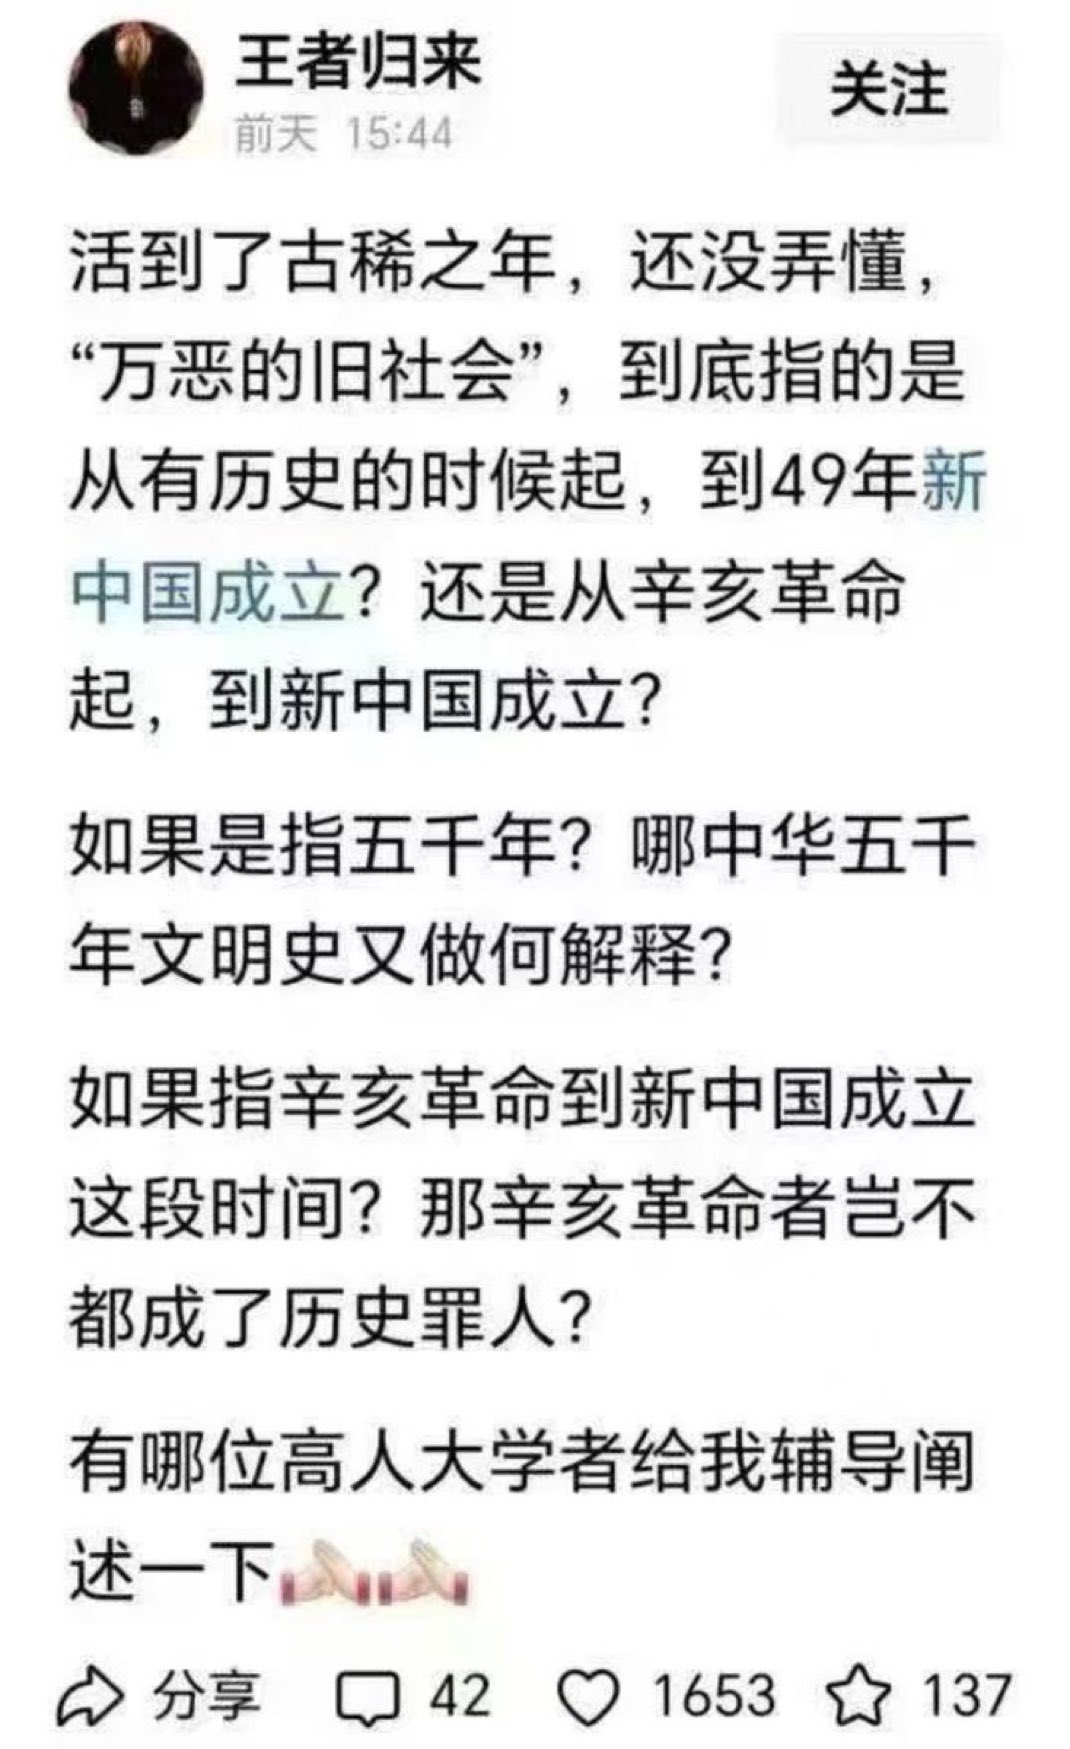 王者归来
前天 15:44
关注
活到了古稀之年，还没弄懂，
“万恶的旧社会”，到底指的是
从有历史的时候起，到49年新
中国成立？还是从辛亥革命
起，到新中国成立？
如果是指五千年？哪中华五千
年文明史又做何解释？
如果指辛亥革命到新中国成立
这段时间？那辛亥革命者岂不
都成了历史罪人？
有哪位高人大学者给我辅导阐
述一下
分享 42 1653 137